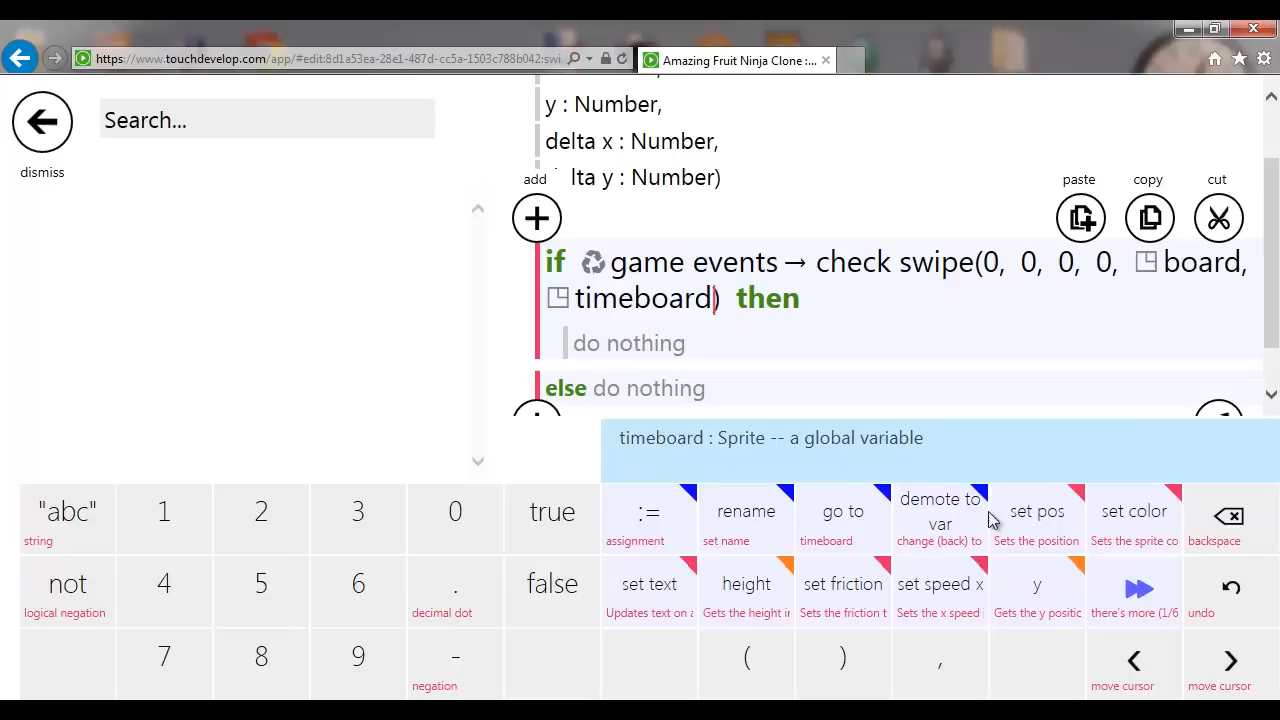 https://www.touchdevelop.com/app/#edit:8d1a53ea-28e1-487d-cc5a-1503c788b042:swi
Amazing Fruit Ninja Clone :...
Search...
dismiss
y : Number,
delta x : Number,
lta y : Number)
add
paste
copy
cut
if game events → check swipe(0, 0, 0, 0, board,
timeboard) then
do nothing
else do nothing
timeboard : Sprite -- a global variable
"abc" 1 2 3 0 true := rename go to demote to var set pos set color
string assignment set name timeboard change (back) to Sets the position Sets the sprite co backspace
not 4 5 6 . false set text height set friction set speed x y
logical negation decimal dot Updates text on a Gets the height i Sets the friction t Sets the x speed Gets the y positic there's more (1/6 undo
7 8 9 - ( ) , < >
negation move cursor move cursor